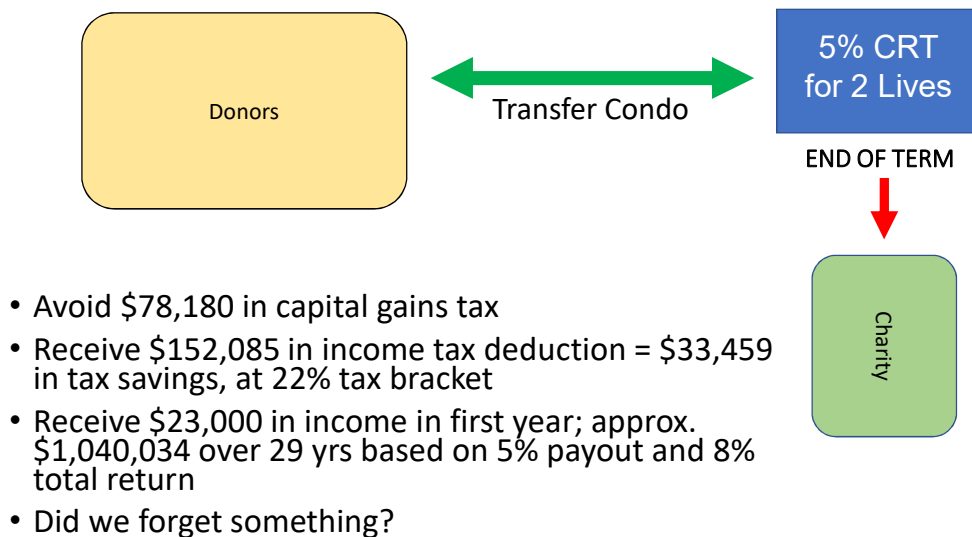 Donors
Transfer Condo
5% CRT
for 2 Lives
END OF TERM
Charity
• Avoid $78,180 in capital gains tax
• Receive $152,085 in income tax deduction = $33,459
in tax savings, at 22% tax bracket
• Receive $23,000 in income in first year; approx.
$1,040,034 over 29 yrs based on 5% payout and 8%
total return
• Did we forget something?